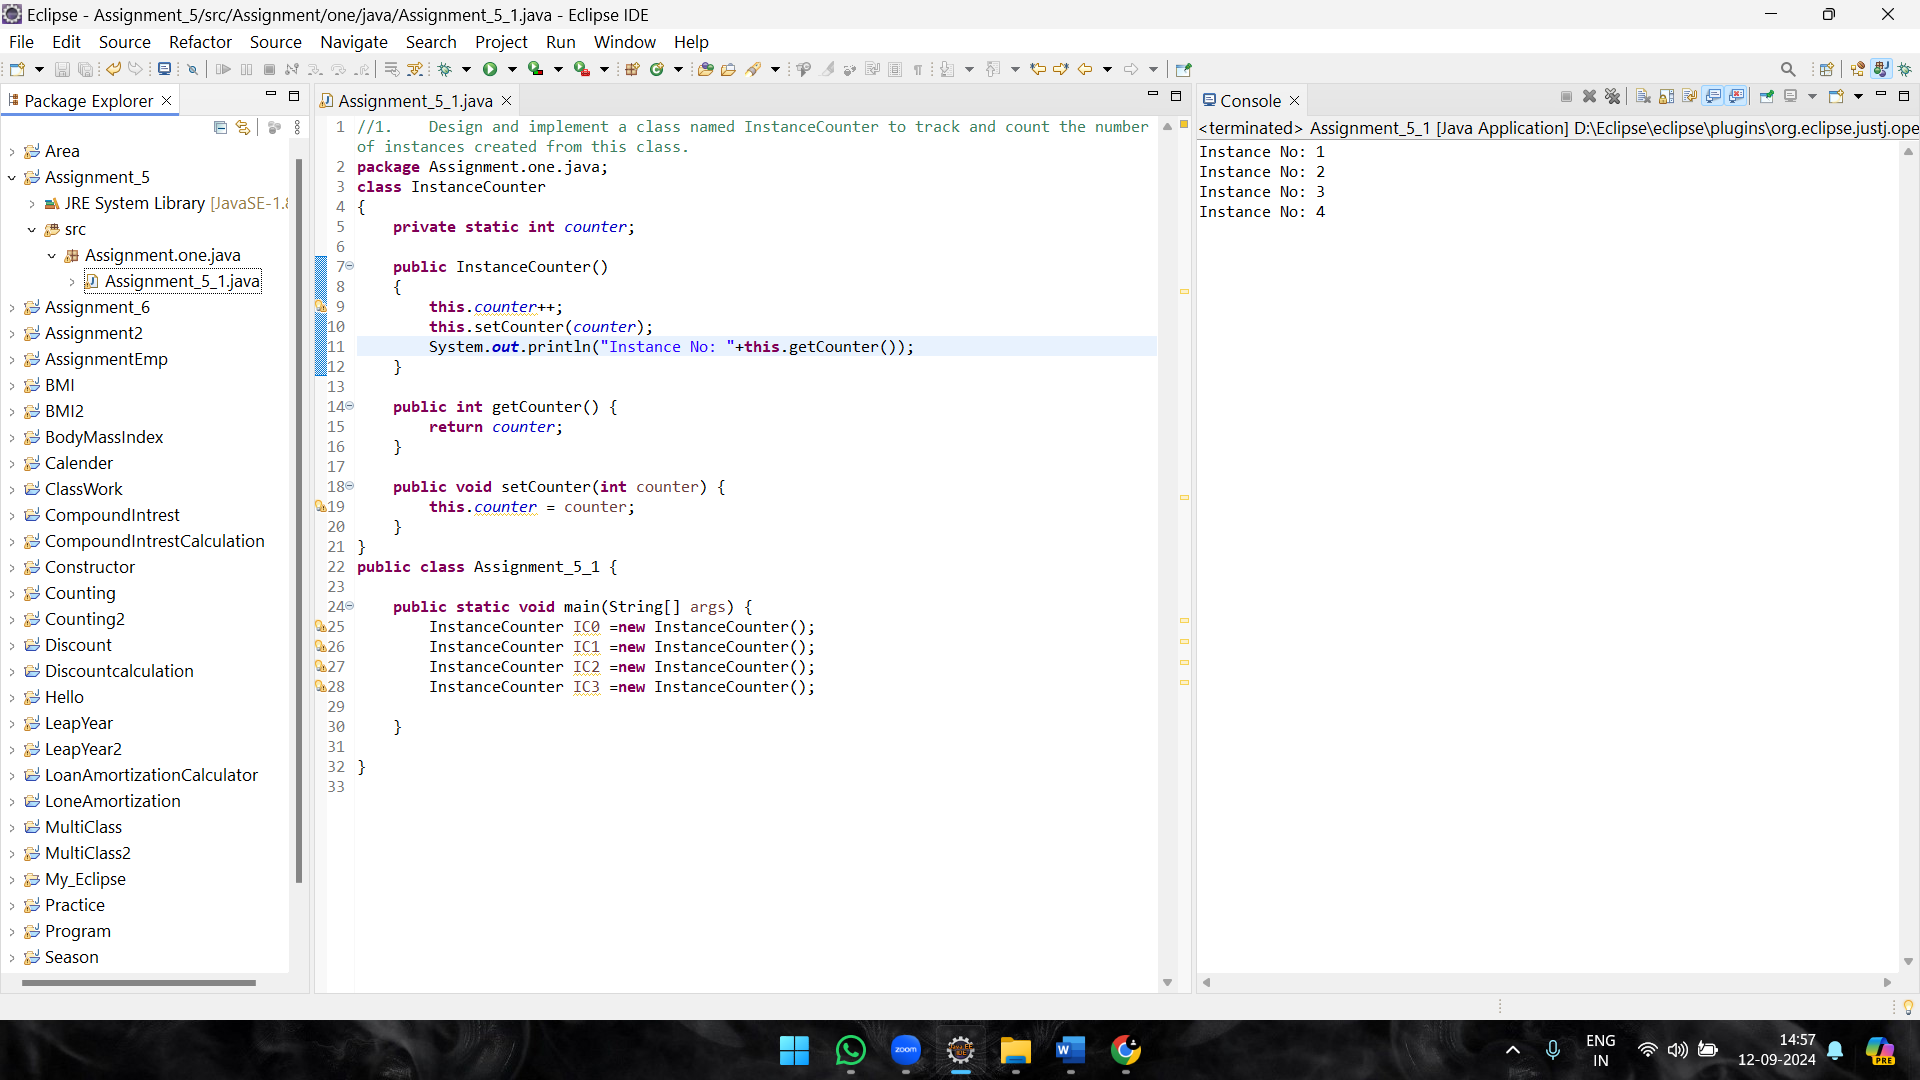 Eclipse - Assignment_5/src/Assignment/one/java/Assignment_5_1.java - Eclipse IDE
File Edit Source Refactor Source Navigate Search Project Run Window Help
Package Explorer
Area
Assignment_5
JRE System Library [JavaSE-1.8
src
Assignment.one.java
Assignment_5_1.java
Assignment_6
Assignment2
AssignmentEmp
BMI
BMI2
BodyMassIndex
Calender
ClassWork
CompoundIntrest
CompoundIntrestCalculation
Constructor
Counting
Counting2
Discount
Discountcalculation
Hello
LeapYear
LeapYear2
LoanAmortizationCalculator
LoneAmortization
MultiClass
MultiClass2
My_Eclipse
Practice
Program
Season
Assignment_5_1.java
1 //1. Design and implement a class named InstanceCounter to track and count the number
of instances created from this class.
2 package Assignment.one.java;
3 class InstanceCounter
4 {
5 private static int counter;
6
7 public InstanceCounter()
8 {
9 this.counter++;
10 this.setCounter(counter);
11 System.out.println("Instance No: "+this.getCounter());
12 }
13
14 public int getCounter() {
15 return counter;
16 }
17
18 public void setCounter(int counter) {
19 this.counter = counter;
20 }
21 }
22 public class Assignment_5_1 {
23
24 public static void main(String[] args) {
25 InstanceCounter IC0 =new InstanceCounter();
26 InstanceCounter IC1 =new InstanceCounter();
27 InstanceCounter IC2 =new InstanceCounter();
28 InstanceCounter IC3 =new InstanceCounter();
29
30 }
31
32 }
33
Console
<terminated> Assignment_5_1 [Java Application] D:\Eclipse\eclipse\plugins\org.eclipse.justj.ope
Instance No: 1
Instance No: 2
Instance No: 3
Instance No: 4
zoom
ENG
IN
14:57
12-09-2024
PRE